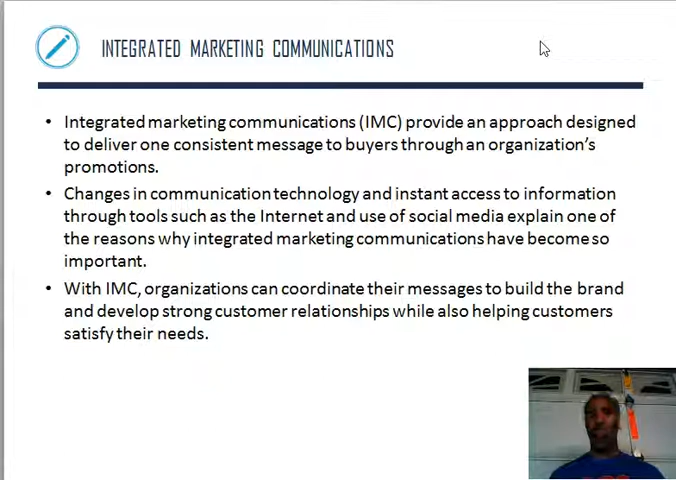 INTEGRATED MARKETING COMMUNICATIONS
• Integrated marketing communications (IMC) provide an approach designed
to deliver one consistent message to buyers through an organization's
promotions.
• Changes in communication technology and instant access to information
through tools such as the Internet and use of social media explain one of
the reasons why integrated marketing communications have become so
important.
• With IMC, organizations can coordinate their messages to build the brand
and develop strong customer relationships while also helping customers
satisfy their needs.